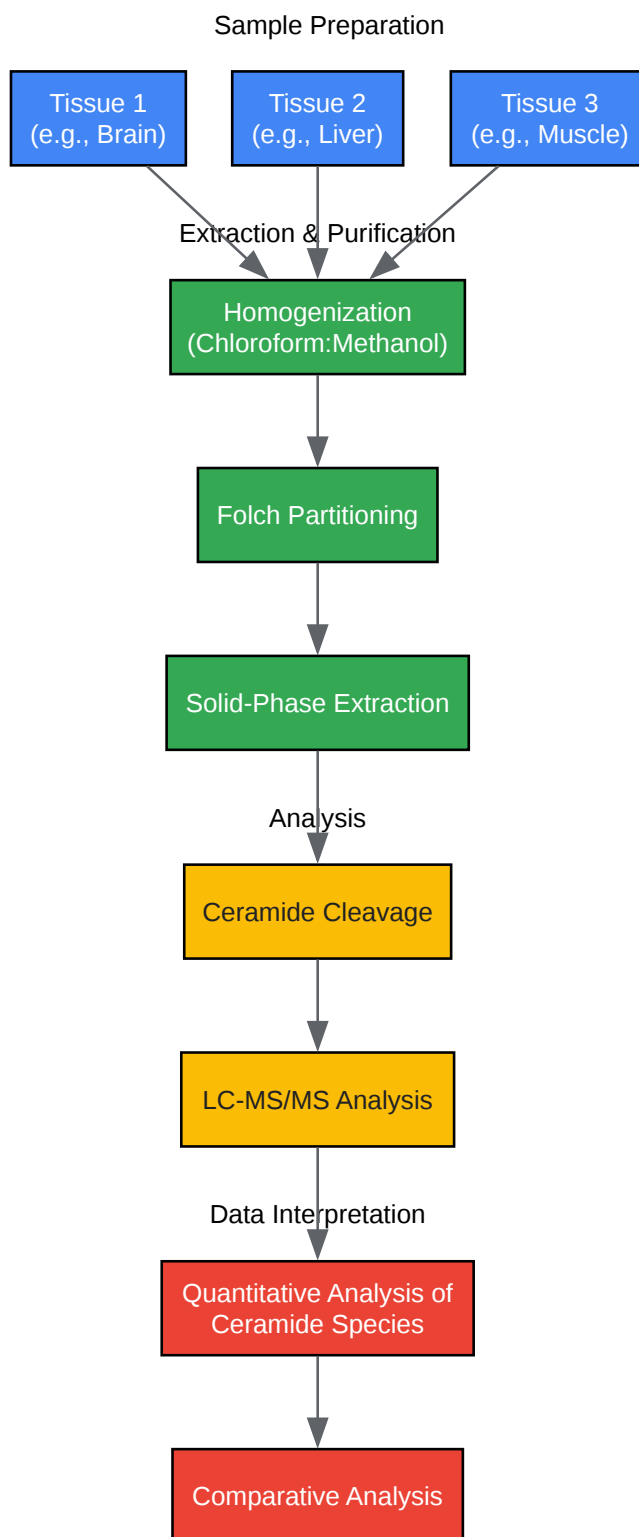 Sample Preparation
Tissue 1
(e.g., Brain)
Tissue 2
(e.g., Liver)
Tissue 3
(e.g., Muscle)
Extraction & Purification
Homogenization
(Chloroform:Methanol)
Folch Partitioning
Solid-Phase Extraction
Analysis
Ceramide Cleavage
LC-MS/MS Analysis
Data Interpretation
Quantitative Analysis of
Ceramide Species
Comparative Analysis